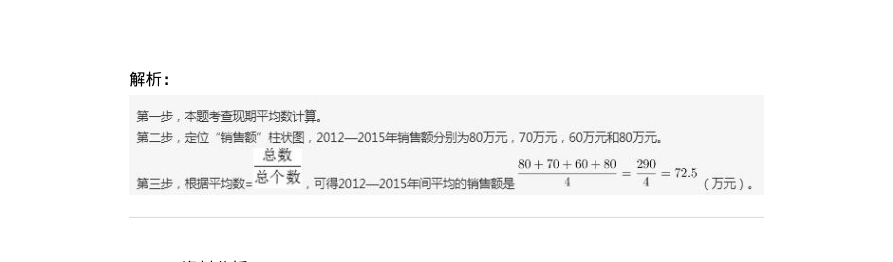 解析：
第一步，本题考查现期平均数计算。
第二步，定位“销售额”柱状图，2012—2015年销售额分别为80万元，70万元，60万元和80万元。
第三步，根据平均数=总数/总个数，可得2012—2015年间平均的销售额是 (80+70+60+80)/4 = 290/4 = 72.5（万元）。